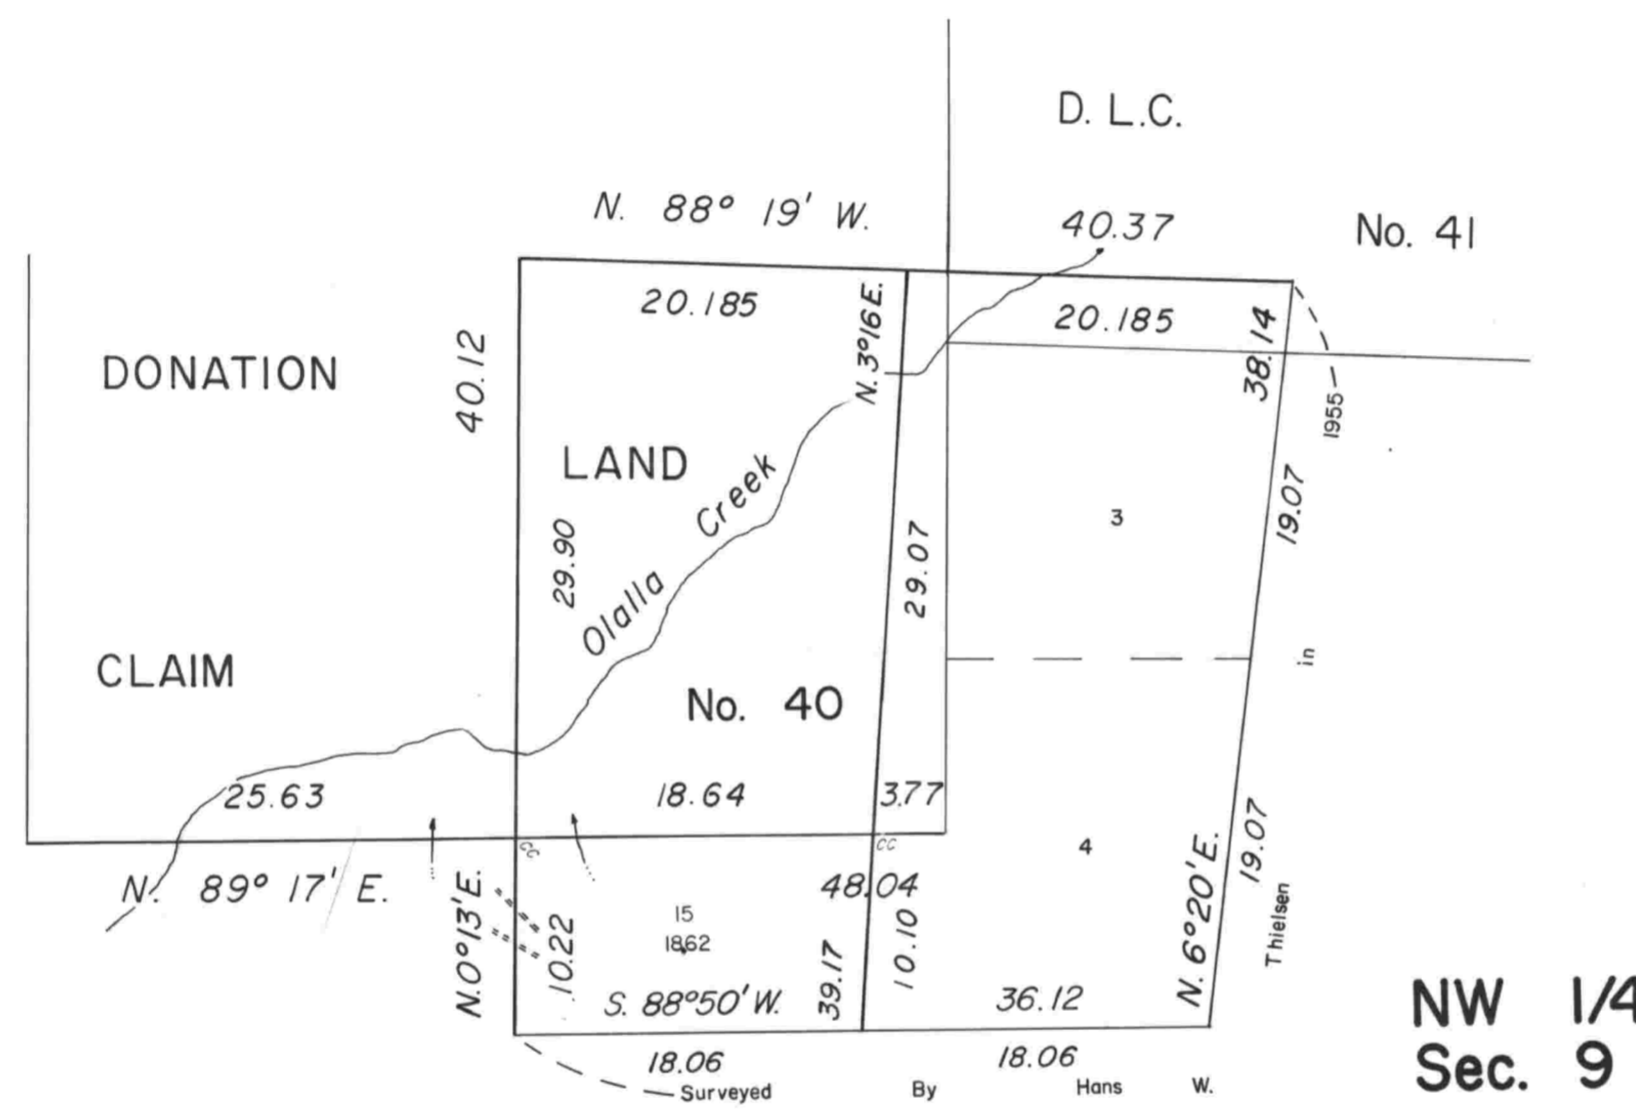 D. L.C.
N. 88° 19' W.
40.37
No. 41
20.185
N. 3°16 E.
20.185
38.14
40.12
DONATION
1955
LAND
Creek
19.07
3
29.90
29.07
Olalla
in
CLAIM
No. 40
25.63
18.64
3.77
19.07
4
CC
CC
N. 89° 17' E.
48.04
N. 0°13' E.
10.22
15
1862
39.17
10.10
N. 6°20' E.
Thielsen
S. 88°50' W.
36.12
NW 1/4
Sec. 9
18.06
18.06
Surveyed By Hans W.